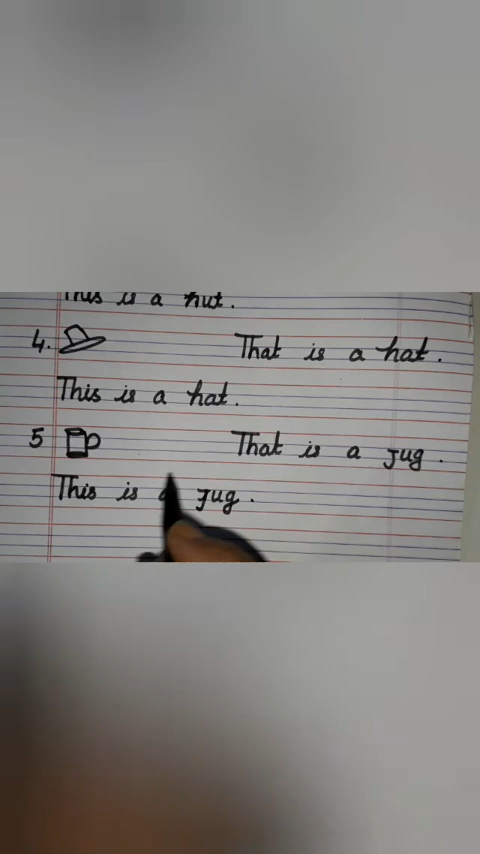 This is a hut.
4. That is a hat.
This is a hat.
5 That is a jug.
This is a jug.